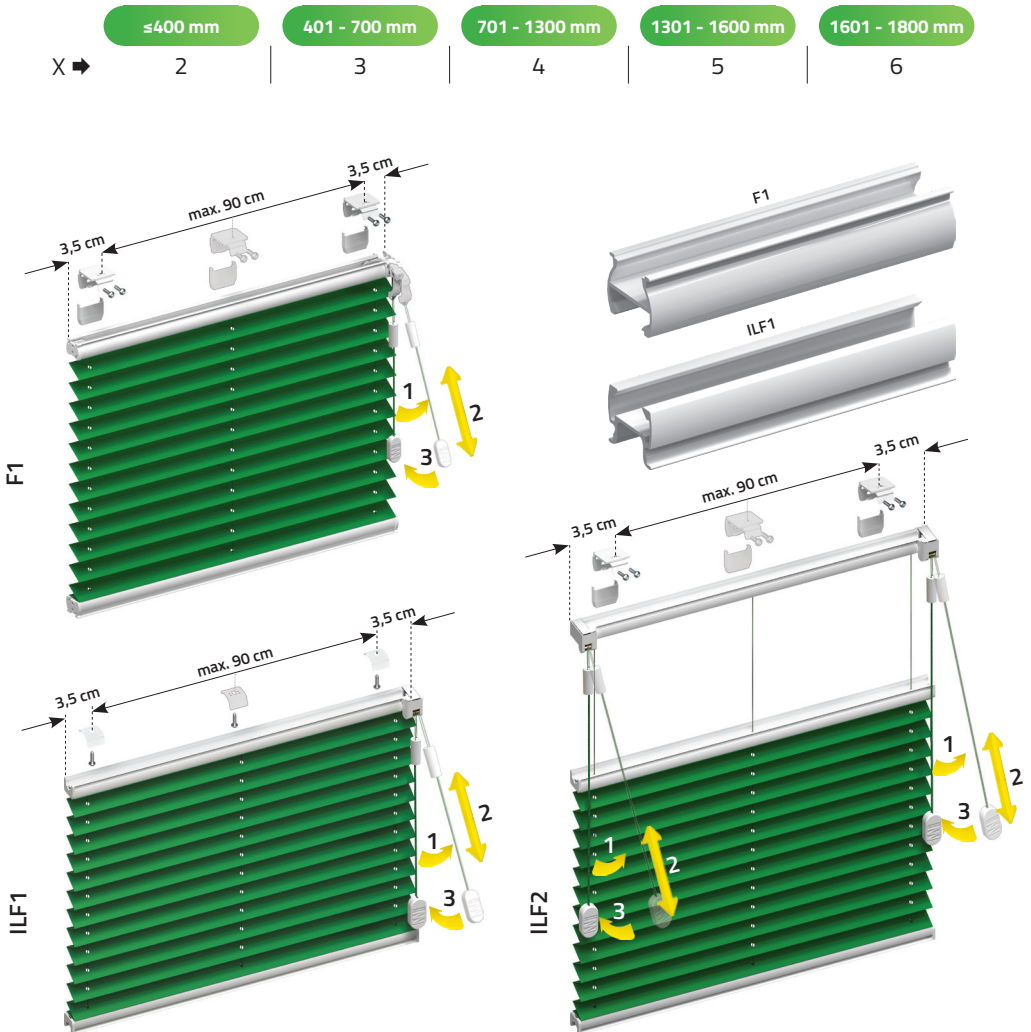 ≤400 mm 401 - 700 mm 701 - 1300 mm 1301 - 1600 mm 1601 - 1800 mm
X ➡ 2 3 4 5 6
3,5 cm
max. 90 cm
3,5 cm
1
2
3
F1
F1
ILF1
3,5 cm
max. 90 cm
3,5 cm
1
2
3
ILF1
3,5 cm
max. 90 cm
3,5 cm
1
2
3
1
2
3
ILF2